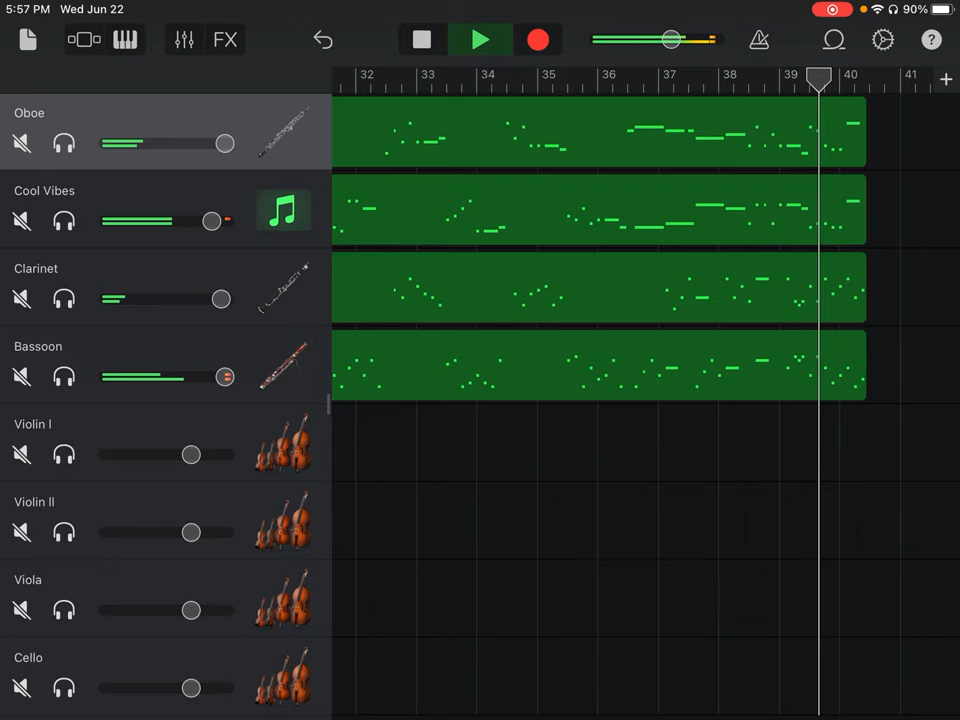 5:57 PM Wed Jun 22
90%
FX
?
32 33 34 35 36 37 38 39 40 41 +
Oboe
Cool Vibes
Clarinet
Bassoon
Violin I
Violin II
Viola
Cello